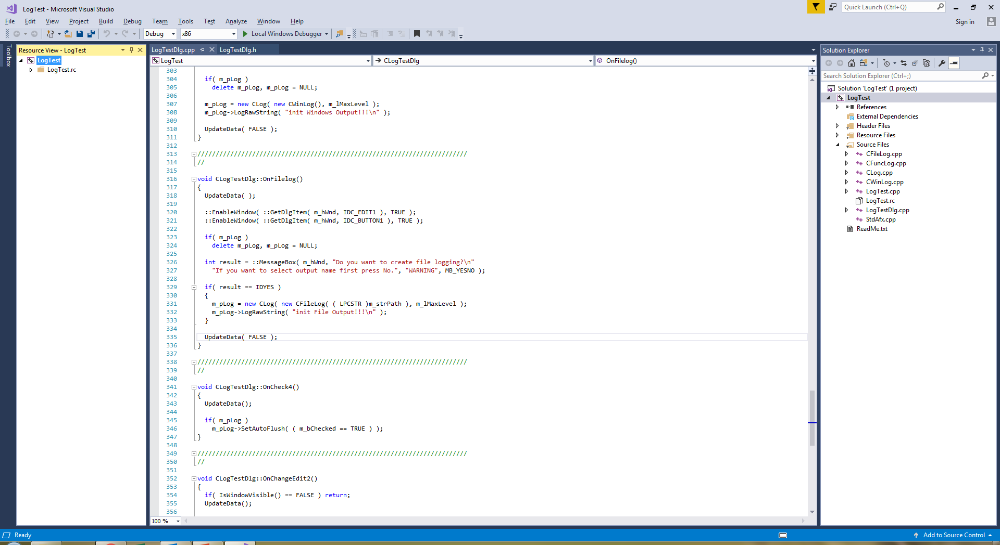 LogTest - Microsoft Visual Studio
Quick Launch (Ctrl+Q)
File Edit View Project Build Debug Team Tools Test Analyze Window Help
Sign in
Debug x86 Local Windows Debugger
Toolbox
Resource View - LogTest
LogTest
LogTest.rc
LogTestDlg.cpp LogTestDlg.h
LogTest CLogTestDlg OnFilelog()
303
304 if( m_pLog )
305 delete m_pLog, m_pLog = NULL;
306
307 m_pLog = new CLog( new CWinLog(), m_lMaxLevel );
308 m_pLog->LogRawString( "init Windows Output!!!\n" );
309
310 UpdateData( FALSE );
311 }
312
313 //////////////////////////////////////////////////////////////////////////
314 //
315
316 void CLogTestDlg::OnFilelog()
317 {
318 UpdateData( );
319
320 ::EnableWindow( ::GetDlgItem( m_hWnd, IDC_EDIT1 ), TRUE );
321 ::EnableWindow( ::GetDlgItem( m_hWnd, IDC_BUTTON1 ), TRUE );
322
323 if( m_pLog )
324 delete m_pLog, m_pLog = NULL;
325
326 int result = ::MessageBox( m_hWnd, "Do you want to create file logging?\n"
327 "If you want to select output name first press No.", "WARNING", MB_YESNO );
328
329 if( result == IDYES )
330 {
331 m_pLog = new CLog( new CFileLog( ( LPCSTR )m_strPath ), m_lMaxLevel );
332 m_pLog->LogRawString( "init File Output!!!\n" );
333 }
334
335 UpdateData( FALSE );
336 }
337
338 //////////////////////////////////////////////////////////////////////////
339 //
340
341 void CLogTestDlg::OnCheck4()
342 {
343 UpdateData();
344
345 if( m_pLog )
346 m_pLog->SetAutoFlush( ( m_bChecked == TRUE ) );
347 }
348
349 //////////////////////////////////////////////////////////////////////////
350 //
351
352 void CLogTestDlg::OnChangeEdit2()
353 {
354 if( IsWindowVisible() == FALSE ) return;
355 UpdateData();
356
100 %
Solution Explorer
Search Solution Explorer (Ctrl+;)
Solution 'LogTest' (1 project)
LogTest
References
External Dependencies
Header Files
Resource Files
Source Files
CFileLog.cpp
CFuncLog.cpp
CLog.cpp
CWinLog.cpp
LogTest.cpp
LogTest.rc
LogTestDlg.cpp
StdAfx.cpp
ReadMe.txt
Ready
Add to Source Control